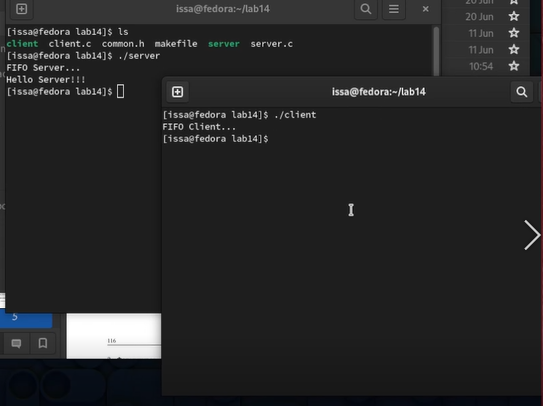 issa@fedora:~/lab14
[issa@fedora lab14]$ ls
client client.c common.h makefile server server.c
[issa@fedora lab14]$ ./server
FIFO Server...
Hello Server!!!
[issa@fedora lab14]$
20 Jun
11 Jun
11 Jun
10:54
issa@fedora:~/lab14
[issa@fedora lab14]$ ./client
FIFO Client...
[issa@fedora lab14]$
5
116